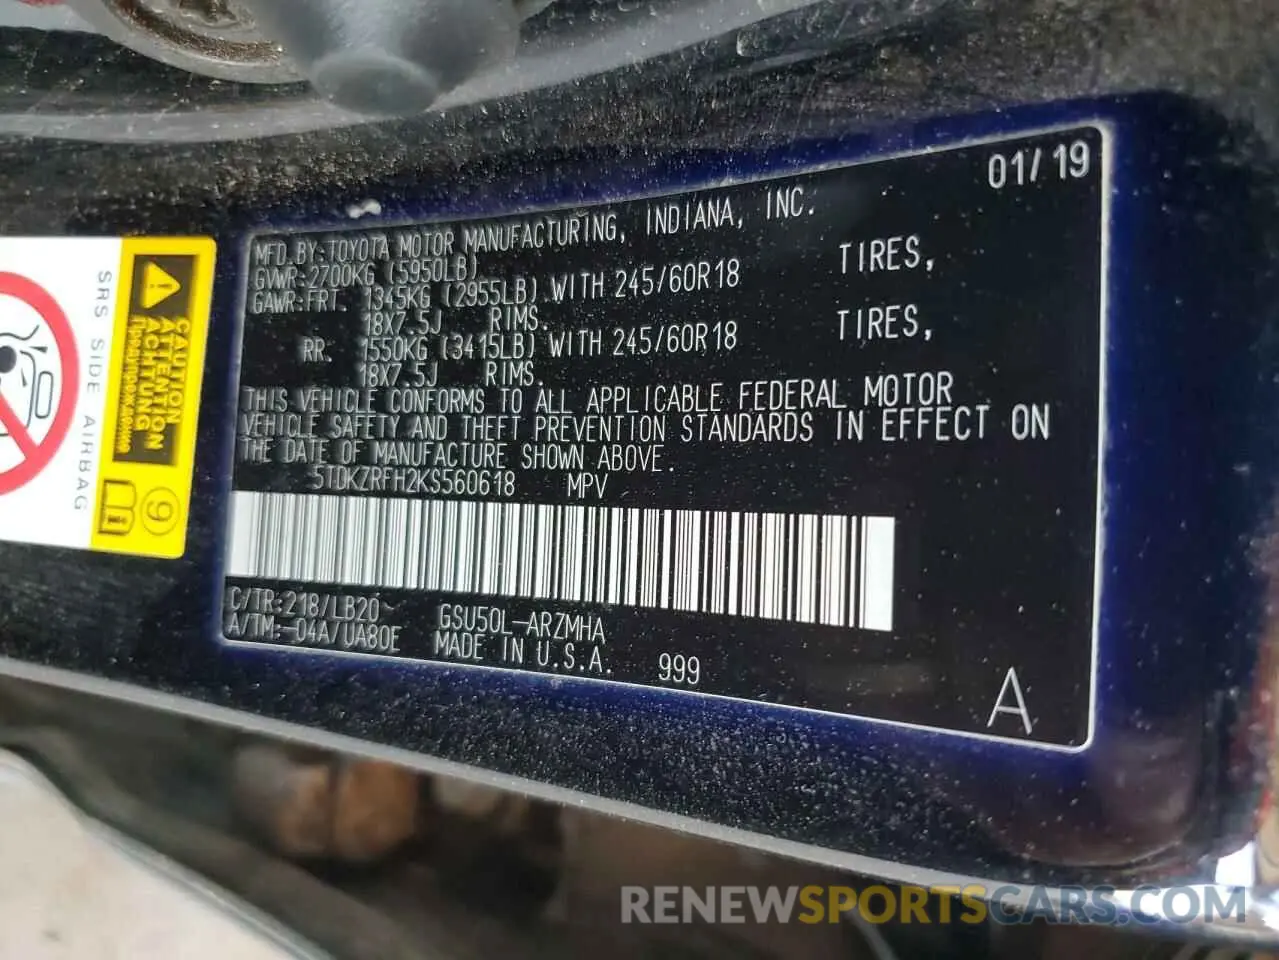 01/19
MFD.BY:TOYOTA MOTOR MANUFACTURING, INDIANA, INC.
GVWR:2700KG (5950LB)
GAWR:FRT. 1345KG (2955LB) WITH 245/60R18 TIRES,
18X7.5J RIMS.
RR. 1550KG (3415LB) WITH 245/60R18 TIRES,
18X7.5J RIMS.
THIS VEHICLE CONFORMS TO ALL APPLICABLE FEDERAL MOTOR
VEHICLE SAFETY AND THEFT PREVENTION STANDARDS IN EFFECT ON
THE DATE OF MANUFACTURE SHOWN ABOVE.
5TDKZRFH2KS560618 MPV
C/TR:218/LB20 GSU50L-ARZMHA
A/TM:-04A/UA80E MADE IN U.S.A. 999
A
CAUTION
ATTENTION
ACHTUNG
Предупреждение
SRS SIDE AIRBAG
9
RENEWSPORTSCARS.COM